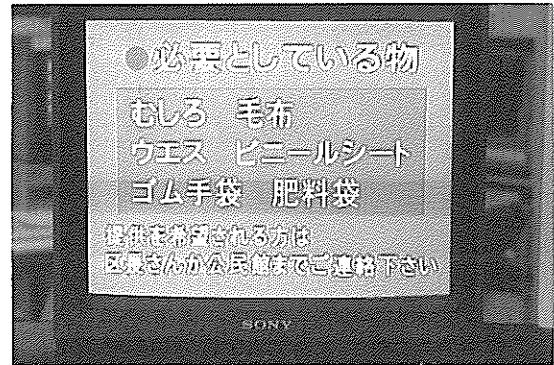 ●必要としている物
むしろ 毛布
ウエス ビニールシート
ゴム手袋 肥料袋
提供を希望される方は
区長さんか公民館までご連絡下さい
SONY